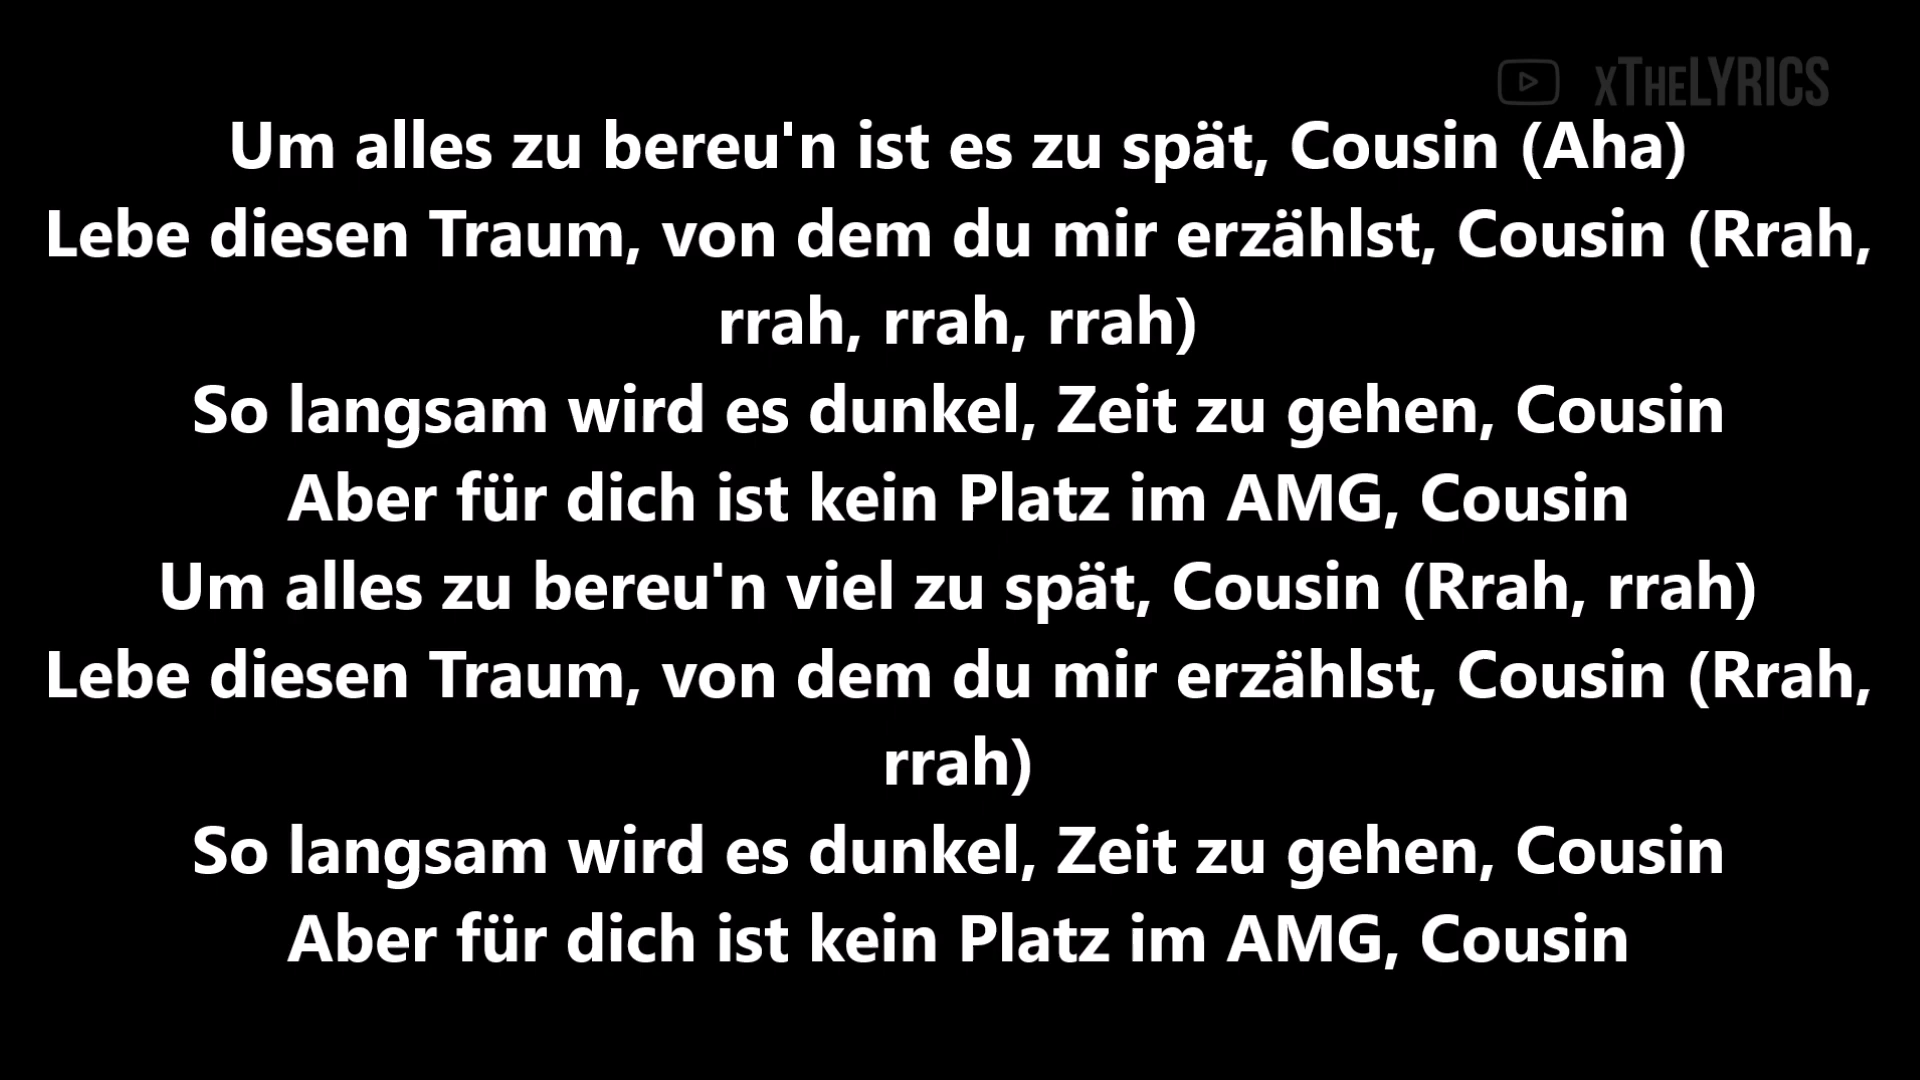 xTheLYRICS
Um alles zu bereu'n ist es zu spät, Cousin (Aha)
Lebe diesen Traum, von dem du mir erzählst, Cousin (Rrah,
rrah, rrah, rrah)
So langsam wird es dunkel, Zeit zu gehen, Cousin
Aber für dich ist kein Platz im AMG, Cousin
Um alles zu bereu'n viel zu spät, Cousin (Rrah, rrah)
Lebe diesen Traum, von dem du mir erzählst, Cousin (Rrah,
rrah)
So langsam wird es dunkel, Zeit zu gehen, Cousin
Aber für dich ist kein Platz im AMG, Cousin